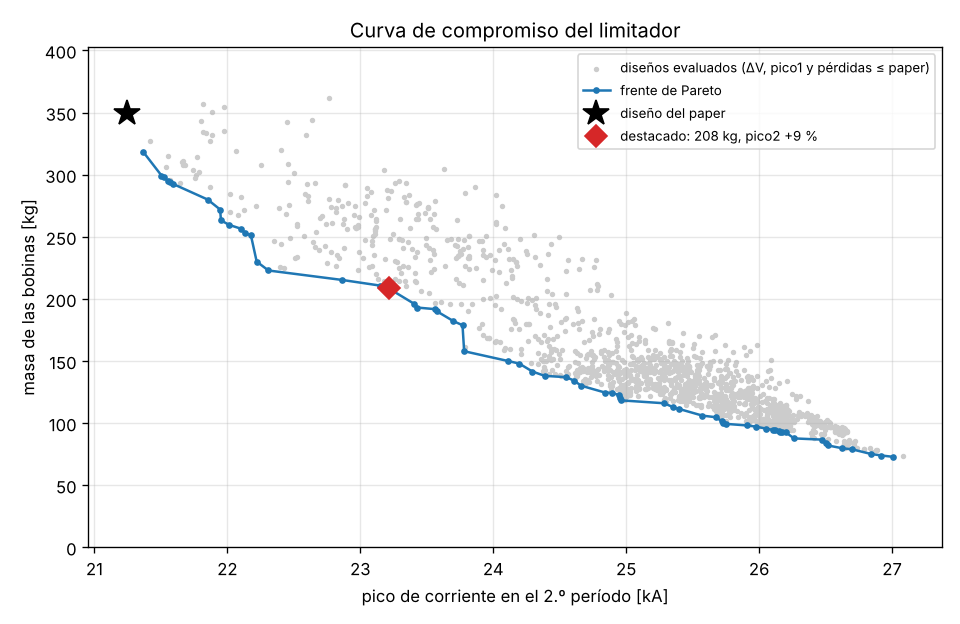 Curva de compromiso del limitador
400
350
300
250
200
150
100
50
0
masa de las bobinas [kg]
diseños evaluados (ΔV, pico1 y pérdidas ≤ paper)
frente de Pareto
diseño del paper
destacado: 208 kg, pico2 +9 %
21
22
23
24
25
26
27
pico de corriente en el 2.º período [kA]